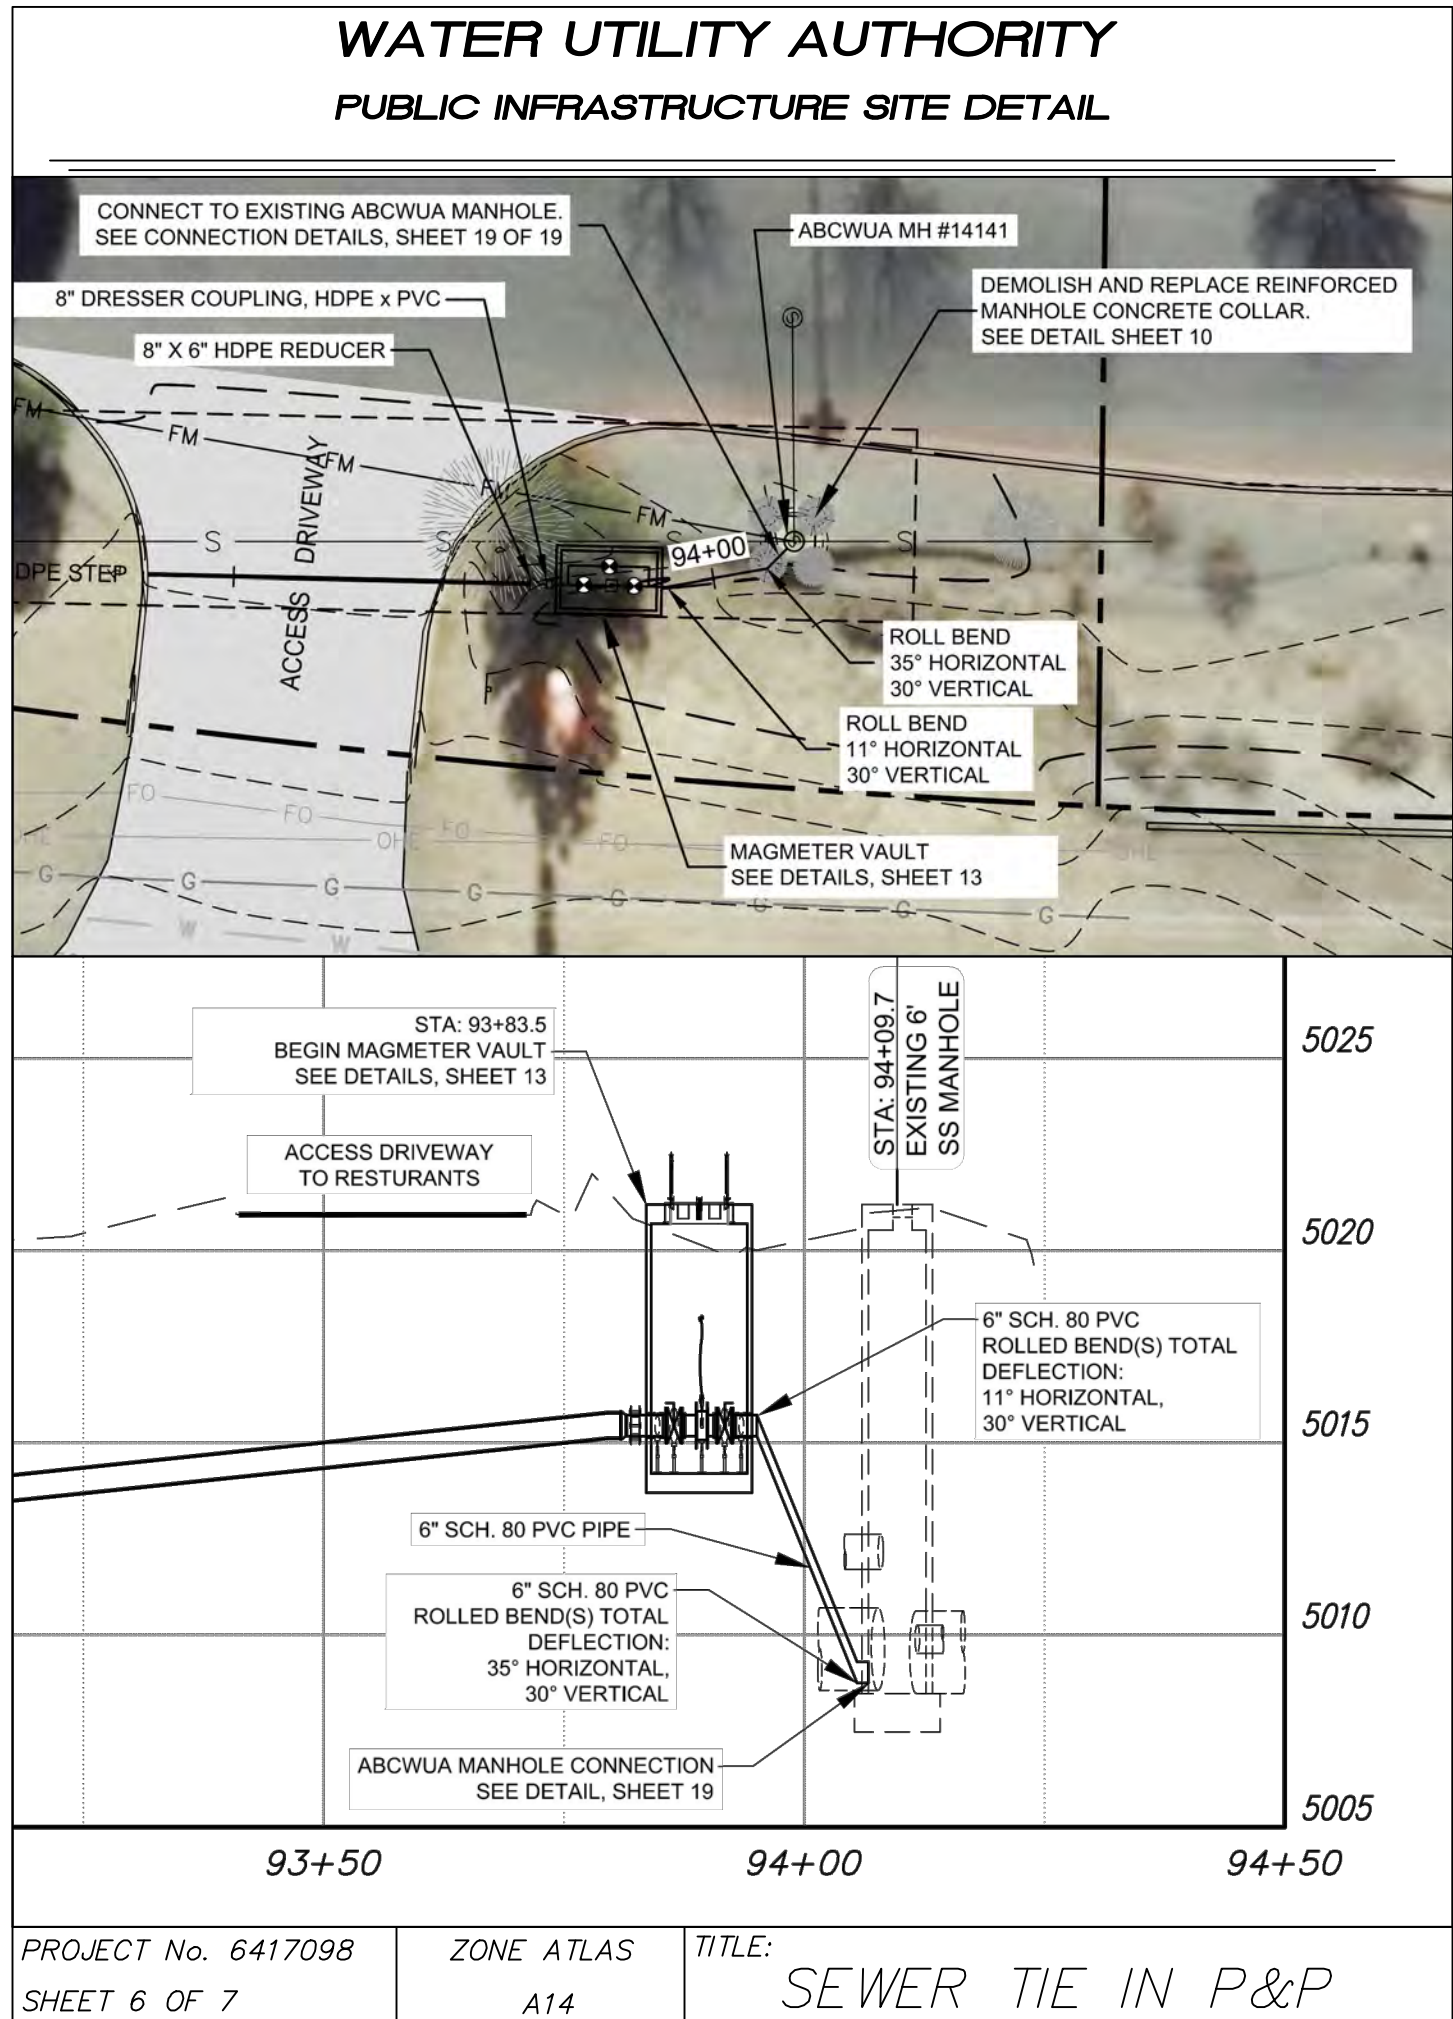 WATER UTILITY AUTHORITY
PUBLIC INFRASTRUCTURE SITE DETAIL
CONNECT TO EXISTING ABCWUA MANHOLE.
SEE CONNECTION DETAILS, SHEET 19 OF 19
ABCWUA MH #14141
8" DRESSER COUPLING, HDPE x PVC
DEMOLISH AND REPLACE REINFORCED
MANHOLE CONCRETE COLLAR.
SEE DETAIL SHEET 10
8" X 6" HDPE REDUCER
S
FM
FM
FM
FM
FM
S
S
S
S
S
94+00
DPE STEP
ACCESS DRIVEWAY
ROLL BEND
35° HORIZONTAL
30° VERTICAL
ROLL BEND
11° HORIZONTAL
30° VERTICAL
FO
FO
FO
FO
OHE
OHE
OHE
MAGMETER VAULT
SEE DETAILS, SHEET 13
G
G
G
G
G
G
G
G
W
W
STA: 93+83.5
BEGIN MAGMETER VAULT
SEE DETAILS, SHEET 13
STA: 94+09.7
EXISTING 6'
SS MANHOLE
5025
ACCESS DRIVEWAY
TO RESTURANTS
5020
6" SCH. 80 PVC
ROLLED BEND(S) TOTAL
DEFLECTION:
11° HORIZONTAL,
30° VERTICAL
5015
6" SCH. 80 PVC PIPE
6" SCH. 80 PVC
ROLLED BEND(S) TOTAL
DEFLECTION:
35° HORIZONTAL,
30° VERTICAL
5010
ABCWUA MANHOLE CONNECTION
SEE DETAIL, SHEET 19
5005
93+50
94+00
94+50
PROJECT No. 6417098
SHEET 6 OF 7
ZONE ATLAS
A14
TITLE:
SEWER TIE IN P&P